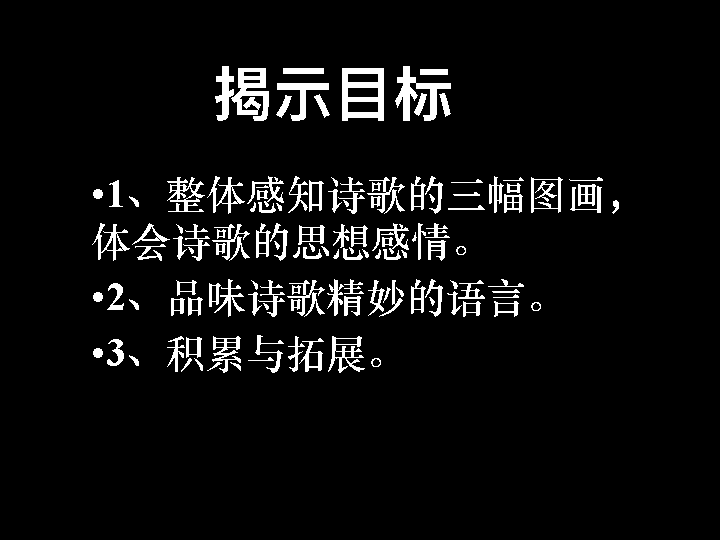 揭示目标
•1、整体感知诗歌的三幅图画，
体会诗歌的思想感情。
•2、品味诗歌精妙的语言。
•3、积累与拓展。